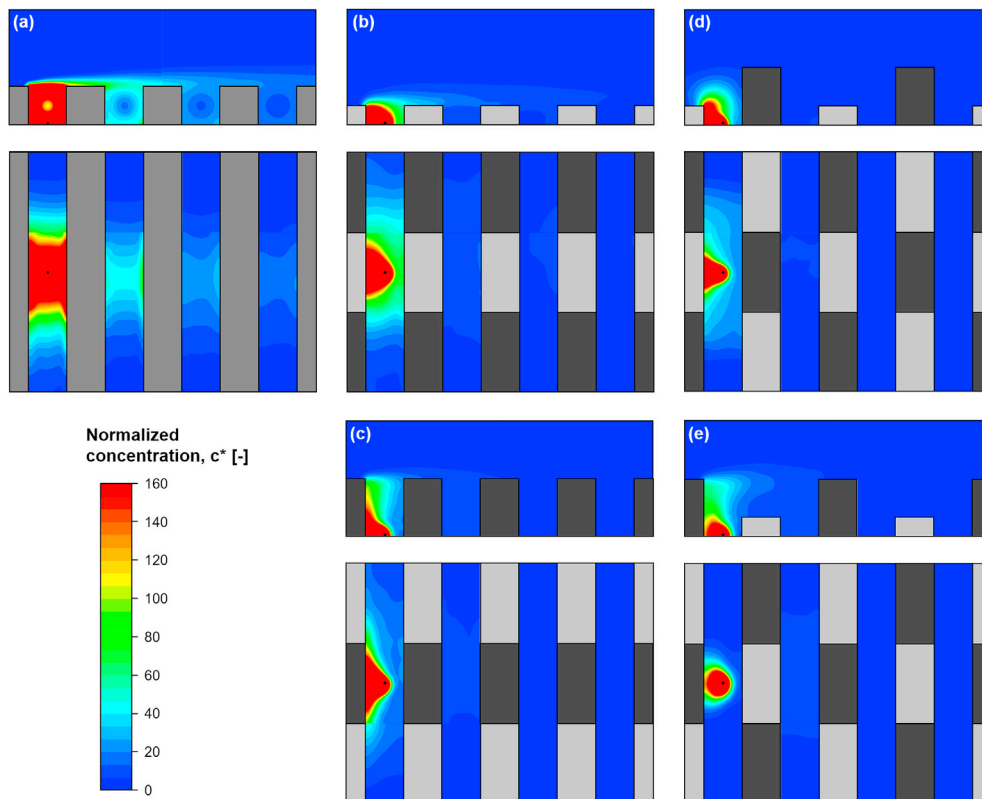 (a)
(b)
(d)
(c)
(e)
Normalized
concentration, c* [-]
160
140
120
100
80
60
40
20
0